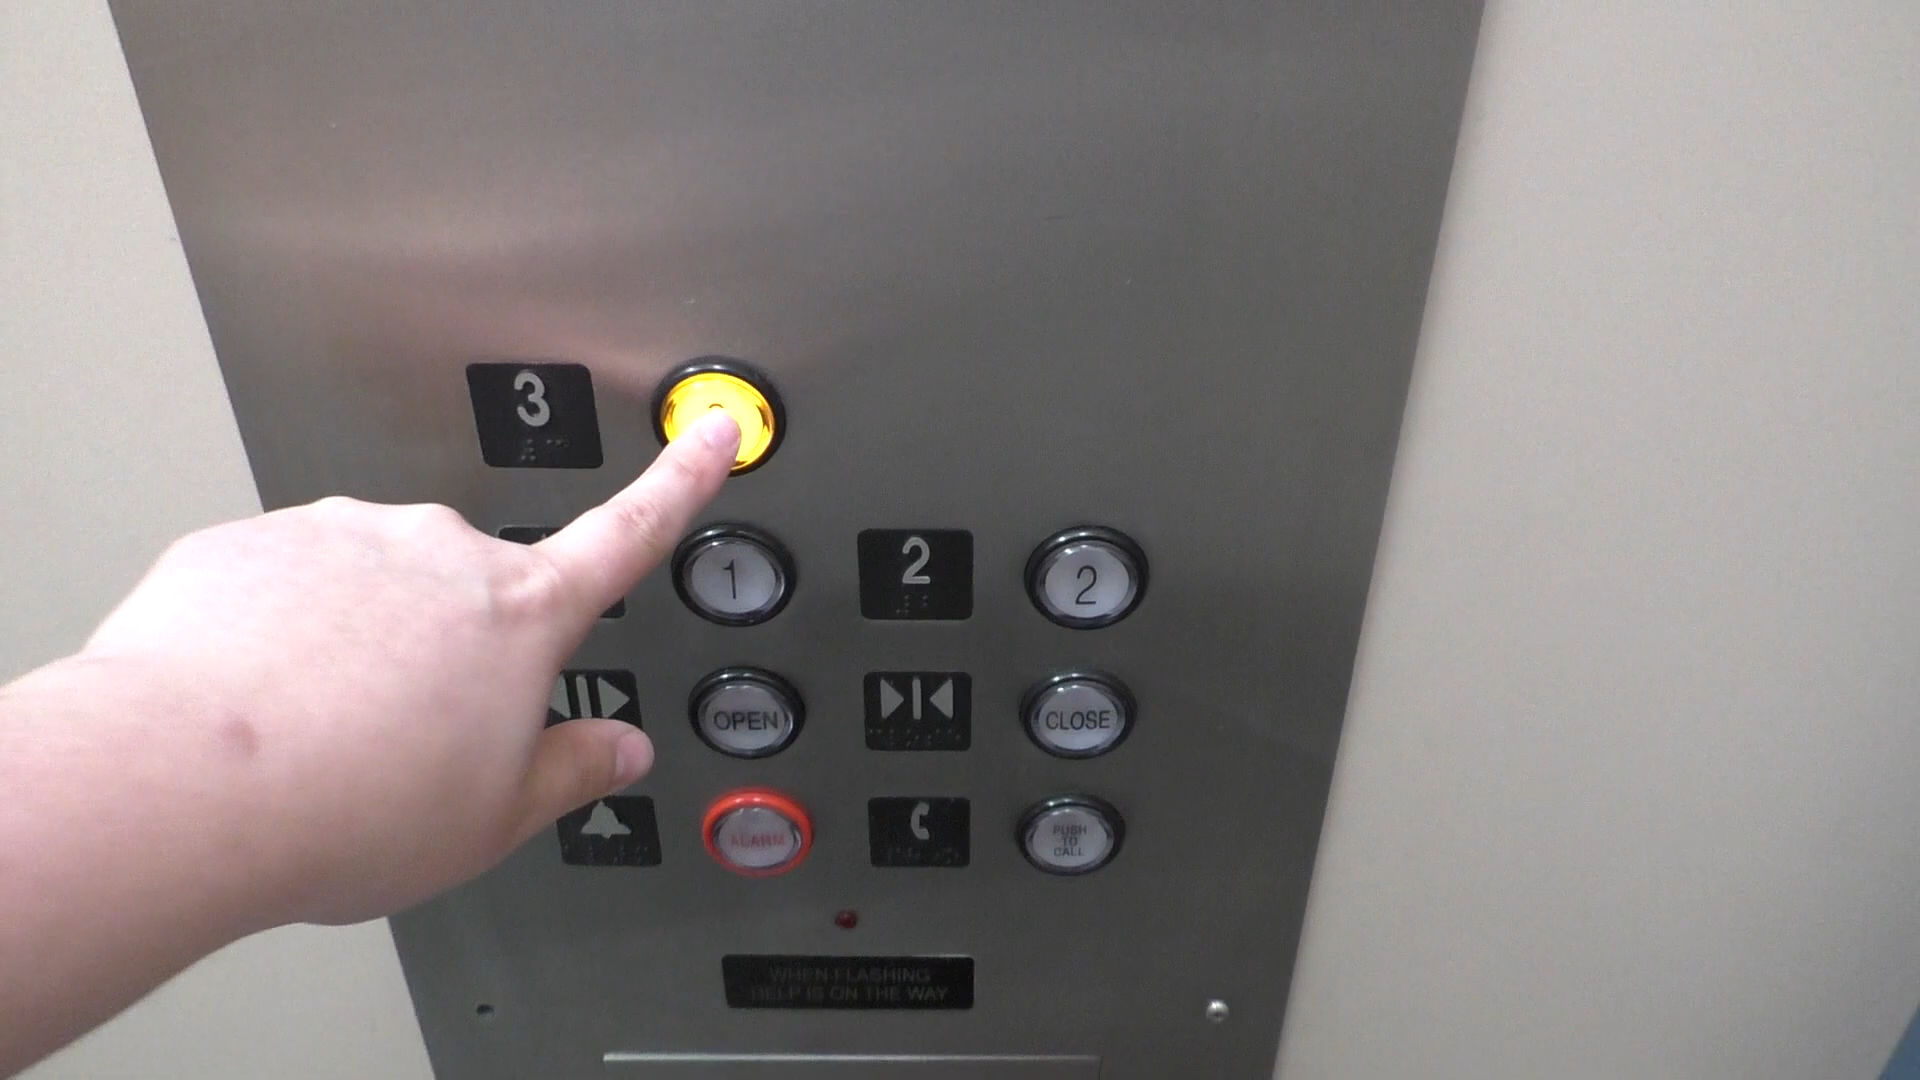 3
1
2
2
OPEN
CLOSE
ALARM
PUSH
TO
CALL
WHEN FLASHING
HELP IS ON THE WAY